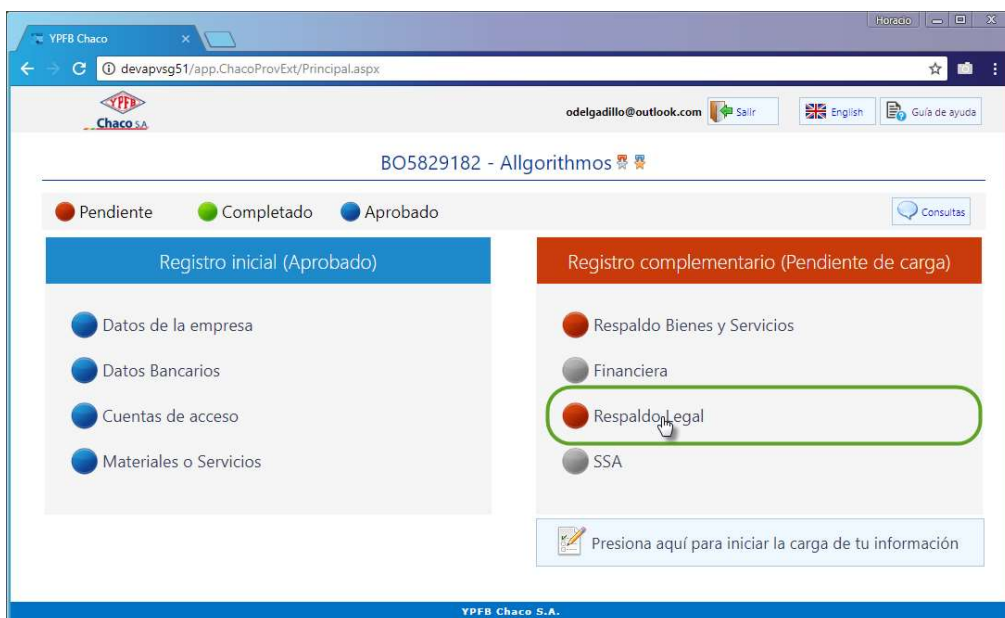 Horacio
YPFB Chaco
devapvsg51/app.ChacoProvExt/Principal.aspx
YPFB
Chaco S.A.
odelgadillo@outlook.com Salir English Guía de ayuda
BO5829182 - Allgorithmos
Pendiente Completado Aprobado Consultas
Registro inicial (Aprobado)
Datos de la empresa
Datos Bancarios
Cuentas de acceso
Materiales o Servicios
Registro complementario (Pendiente de carga)
Respaldo Bienes y Servicios
Financiera
Respaldo Legal
SSA
Presiona aquí para iniciar la carga de tu información
YPFB Chaco S.A.